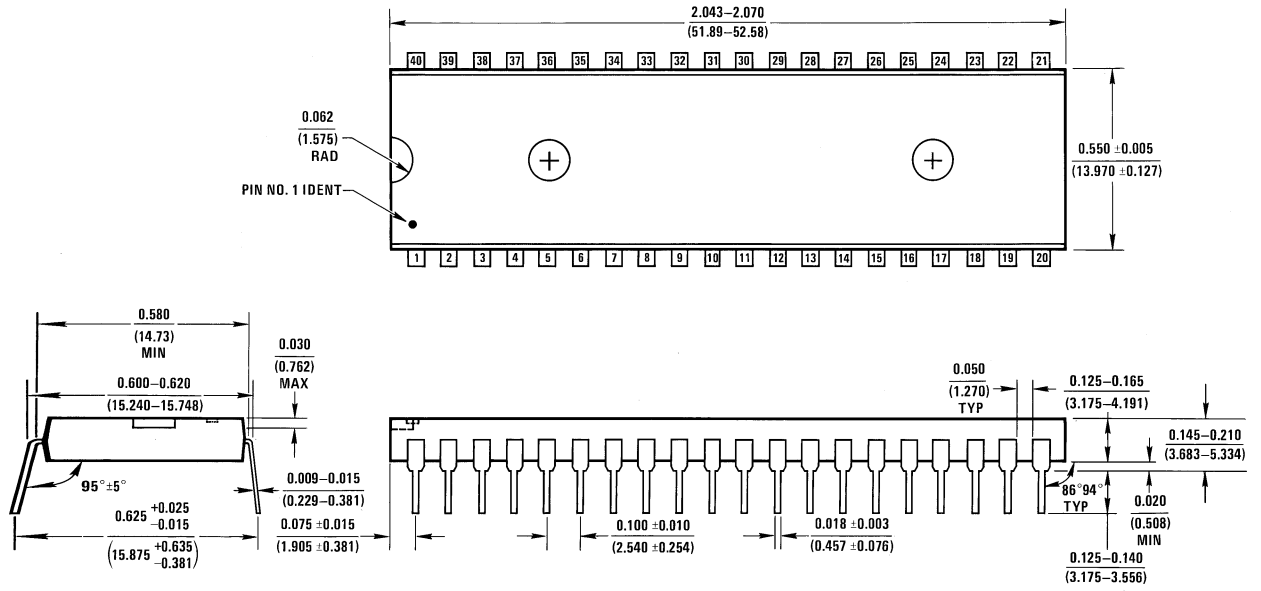 2.043–2.070
(51.89–52.58)
40 39 38 37 36 35 34 33 32 31 30 29 28 27 26 25 24 23 22 21
0.062
(1.575)
RAD
PIN NO. 1 IDENT
0.550 ±0.005
(13.970 ±0.127)
1 2 3 4 5 6 7 8 9 10 11 12 13 14 15 16 17 18 19 20
0.580
(14.73)
MIN
0.030
(0.762)
MAX
0.600–0.620
(15.240–15.748)
95°±5°
0.009–0.015
(0.229–0.381)
0.625 +0.025 -0.015
(15.875 +0.635 -0.381)
0.050
(1.270)
TYP
0.125–0.165
(3.175–4.191)
0.145–0.210
(3.683–5.334)
86°94°
TYP
0.020
(0.508)
MIN
0.075 ±0.015
(1.905 ±0.381)
0.100 ±0.010
(2.540 ±0.254)
0.018 ±0.003
(0.457 ±0.076)
0.125-0.140
(3.175-3.556)